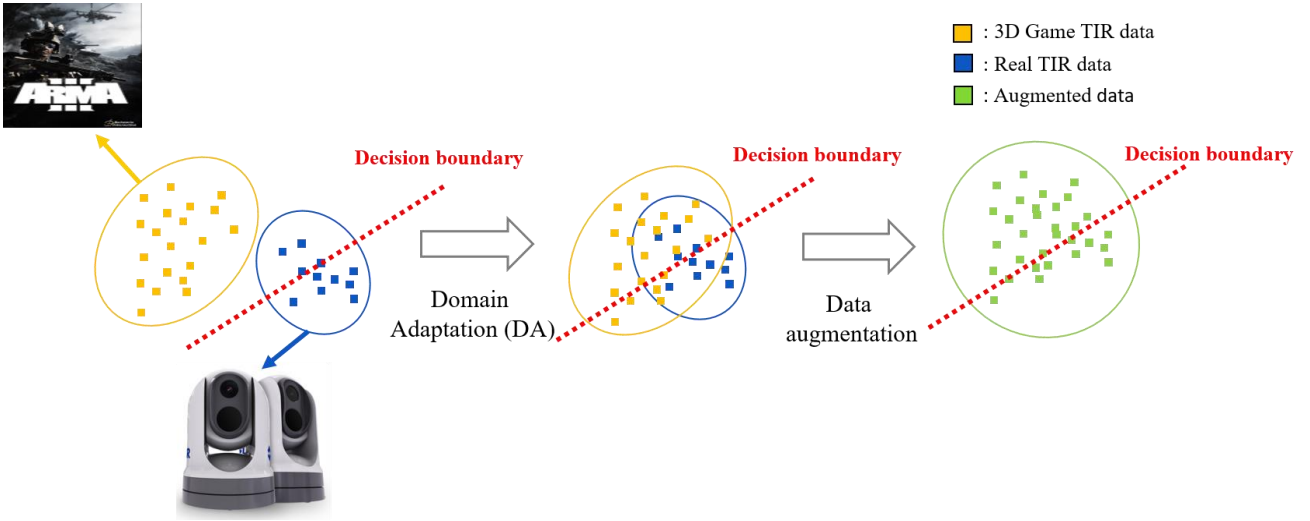 ARMA
III
: 3D Game TIR data
: Real TIR data
: Augmented data
Decision boundary
Decision boundary
Decision boundary
Domain
Adaptation (DA)
Data
augmentation